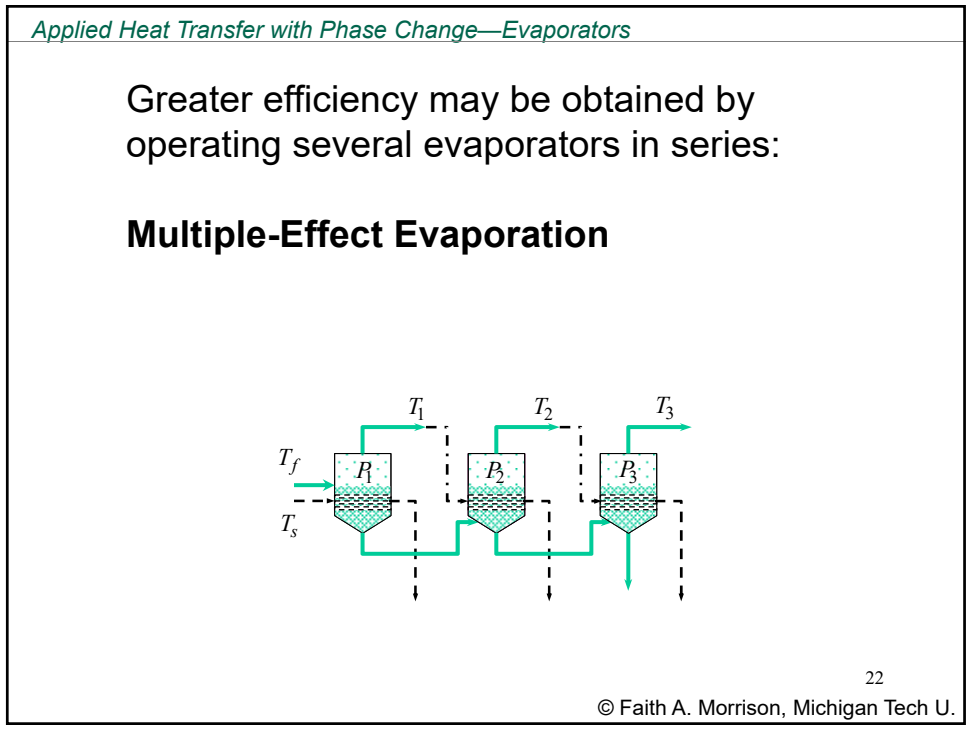 Applied Heat Transfer with Phase Change—Evaporators
Greater efficiency may be obtained by
operating several evaporators in series:
Multiple-Effect Evaporation
T1 T2 T3
Tf
P1 P2 P3
Ts
22
© Faith A. Morrison, Michigan Tech U.